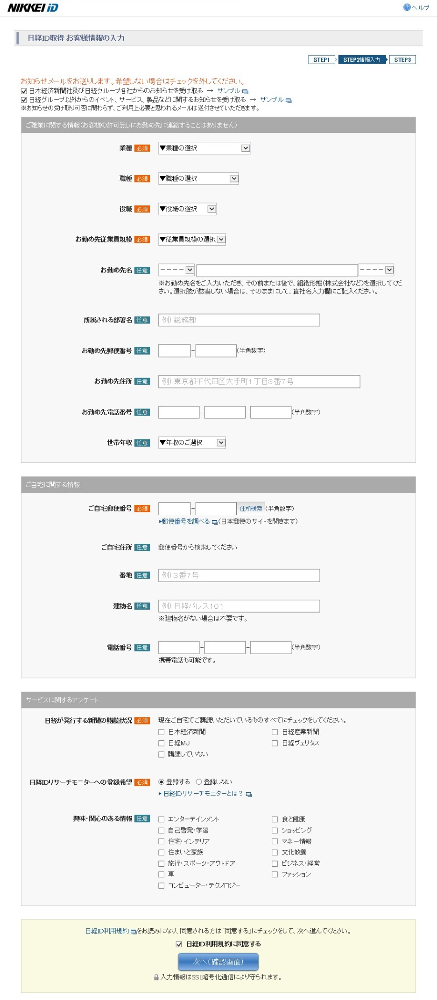 NIKKEI iD
ヘルプ
日経ID取得 お客様情報の入力
STEP1 STEP2情報入力 STEP3
お知らせメールをお送りします。希望しない場合はチェックを外してください。
日本経済新聞社及び日経グループ各社からのお知らせを受け取る → サンプル
日経グループ以外からのイベント、サービス、製品などに関するお知らせを受け取る → サンプル
※お知らせの受け取り可否に関わらず、ご利用上必要と思われるメールは送付させていただきます。
ご職業に関する情報(お客様の許可無しにお勤め先に連絡することはありません)
業種 必須 ▼業種の選択
職種 必須 ▼職種の選択
役職 必須 ▼役職の選択
お勤め先従業員規模 必須 ▼従業員規模の選択
お勤め先名 任意 ---- ----
※お勤め先名をご入力いただき、その前または後で、組織形態(株式会社など)を選択してくだ
さい。選択肢が該当しない場合は、そのままにして、貴社名入力欄にご記入ください。
所属される部署名 任意 例) 総務部
お勤め先郵便番号 任意 - (半角数字)
お勤め先住所 任意 例) 東京都千代田区大手町1丁目3番7号
お勤め先電話番号 任意 - - (半角数字)
世帯年収 任意 ▼年収のご選択
ご自宅に関する情報
ご自宅郵便番号 必須 - 住所検索 (半角数字)
▶郵便番号を調べる (日本郵便のサイトを開きます)
ご自宅住所 任意 郵便番号から検索してください
番地 任意 例)3番7号
建物名 任意 例) 日経パレス101
※建物名がない場合は不要です。
電話番号 任意 - - (半角数字)
携帯電話も可能です。
サービスに関するアンケート
日経が発行する新聞の購読状況 必須 現在ご自宅でご購読いただいているものすべてにチェックをしてください。
日本経済新聞 日経産業新聞
日経MJ 日経ヴェリタス
購読していない
日経IDリサーチモニターへの登録希望 必須 登録する 登録しない
▶日経IDリサーチモニターとは?
興味・関心のある情報 任意 エンターテインメント 食と健康
自己啓発・学習 ショッピング
住宅・インテリア マネー情報
住まいと家族 文化教養
旅行・スポーツ・アウトドア ビジネス・経営
車 ファッション
コンピューター・テクノロジー
日経ID利用規約 をお読みになり、同意される方は「同意する」にチェックをして、次へ進んでください。
日経ID利用規約に同意する
次へ(確認画面)
入力情報はSSL暗号化通信により守られます。